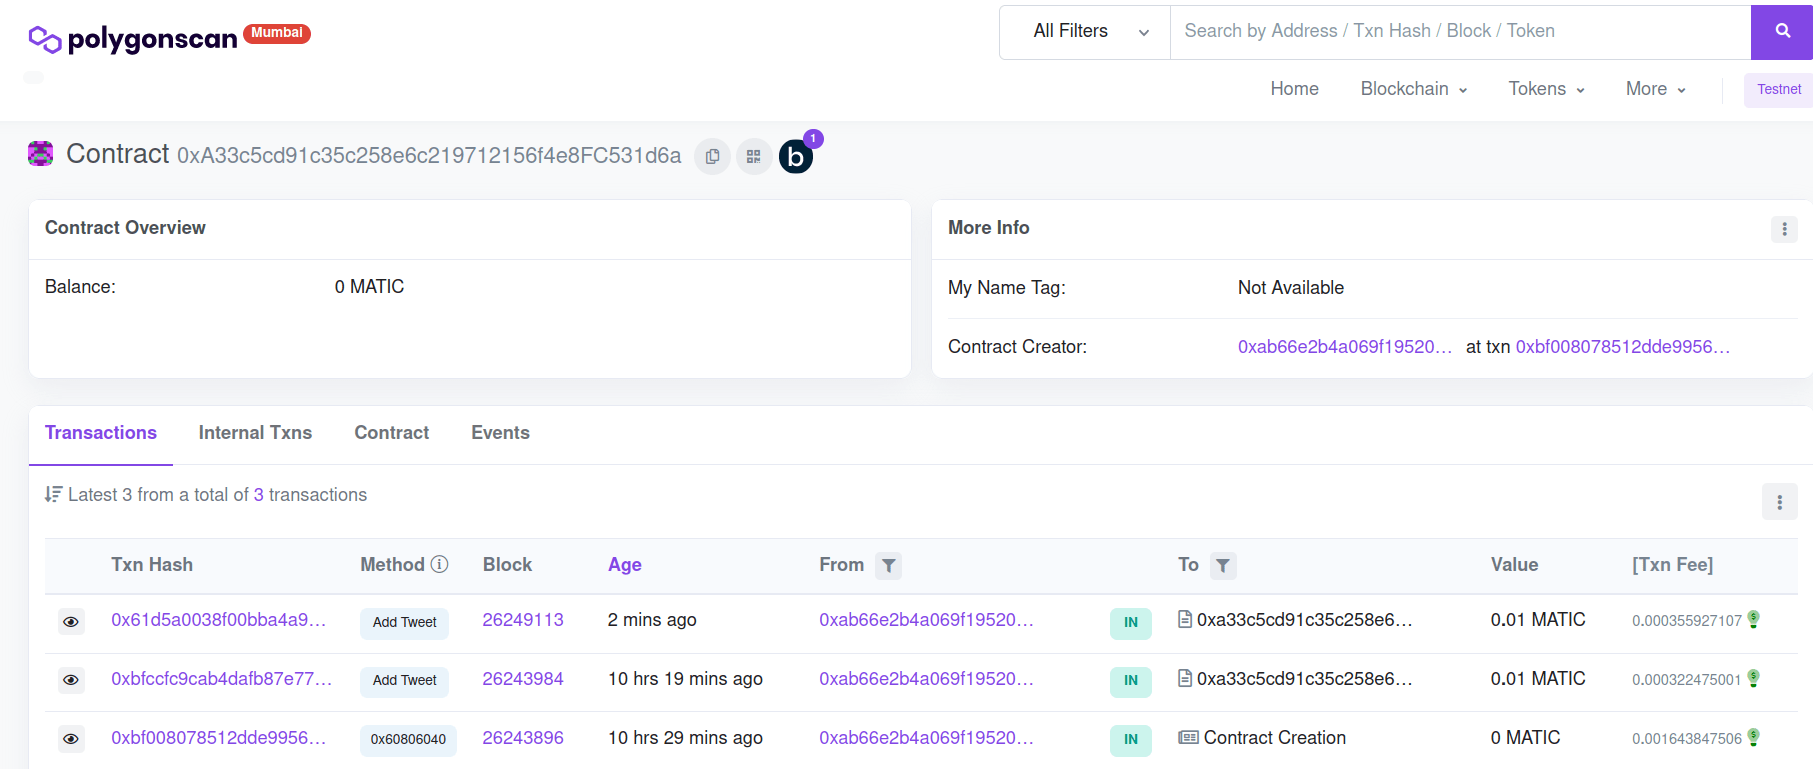 polygonscan Mumbai
All Filters Search by Address / Txn Hash / Block / Token
Home Blockchain Tokens More Testnet
Contract 0xA33c5cd91c35c258e6c219712156f4e8FC531d6a b 1
Contract Overview
Balance: 0 MATIC
More Info
My Name Tag: Not Available
Contract Creator: 0xab66e2b4a069f19520... at txn 0xbf008078512dde9956...
Transactions Internal Txns Contract Events
Latest 3 from a total of 3 transactions
Txn Hash Method Block Age From To Value [Txn Fee]
0x61d5a0038f00bba4a9... Add Tweet 26249113 2 mins ago 0xab66e2b4a069f19520... IN 0xa33c5cd91c35c258e6... 0.01 MATIC 0.000355927107
0xbfccfc9cab4dafb87e77... Add Tweet 26243984 10 hrs 19 mins ago 0xab66e2b4a069f19520... IN 0xa33c5cd91c35c258e6... 0.01 MATIC 0.000322475001
0xbf008078512dde9956... 0x60806040 26243896 10 hrs 29 mins ago 0xab66e2b4a069f19520... IN Contract Creation 0 MATIC 0.001643847506